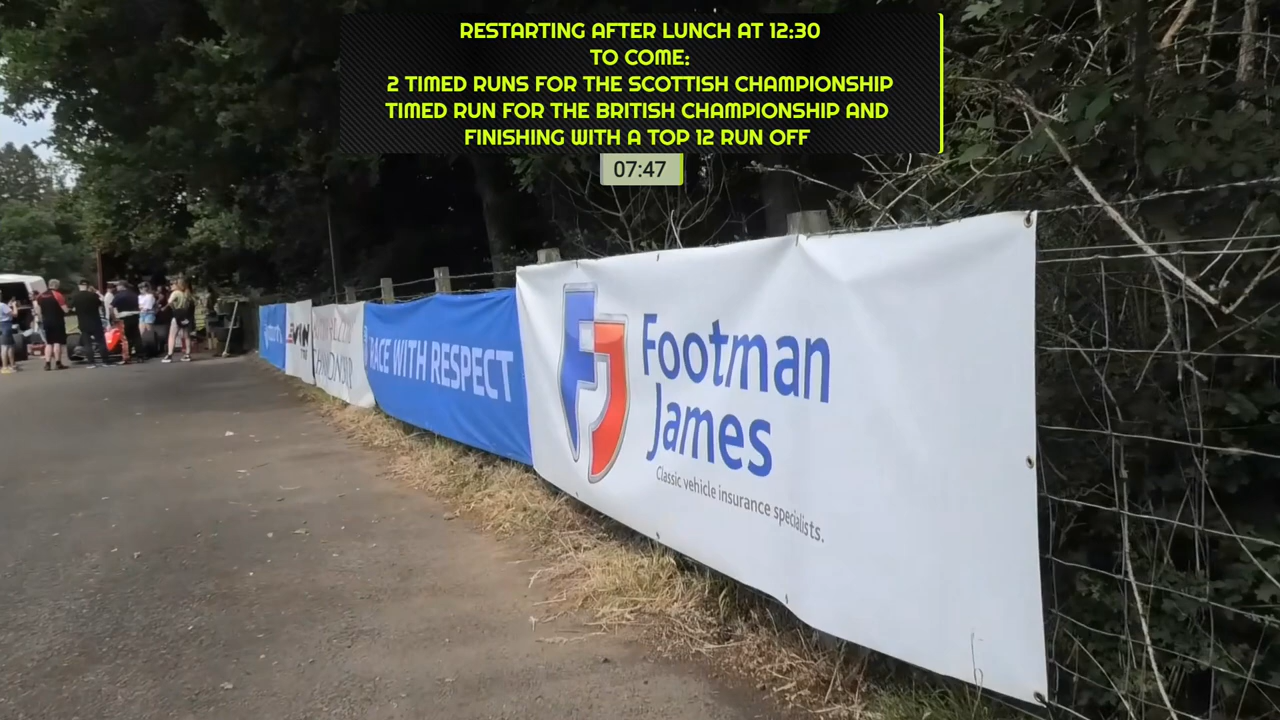 RESTARTING AFTER LUNCH AT 12:30
TO COME:
2 TIMED RUNS FOR THE SCOTTISH CHAMPIONSHIP
TIMED RUN FOR THE BRITISH CHAMPIONSHIP AND
FINISHING WITH A TOP 12 RUN OFF
07:47
RACE WITH RESPECT
Footman
James
Classic vehicle insurance specialists.